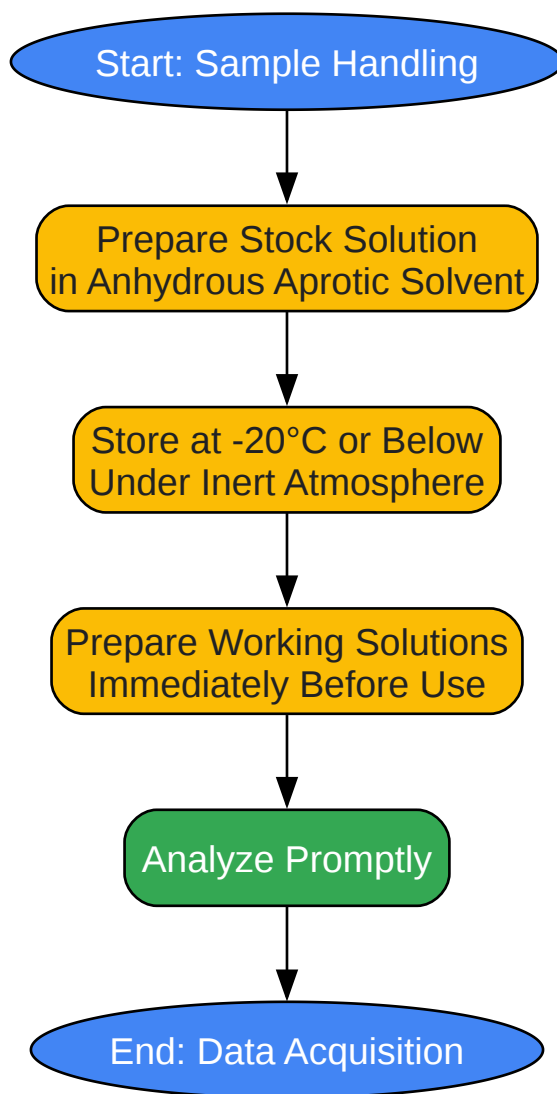 Start: Sample Handling
Prepare Stock Solution
in Anhydrous Aprotic Solvent
Store at -20°C or Below
Under Inert Atmosphere
Prepare Working Solutions
Immediately Before Use
Analyze Promptly
End: Data Acquisition